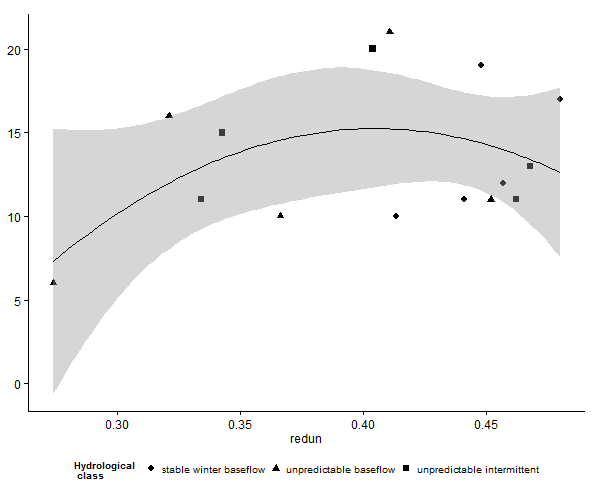 20
15
10
5
0
0.30 0.35 0.40 0.45
redun
Hydrological
class
stable winter baseflow unpredictable baseflow unpredictable intermittent